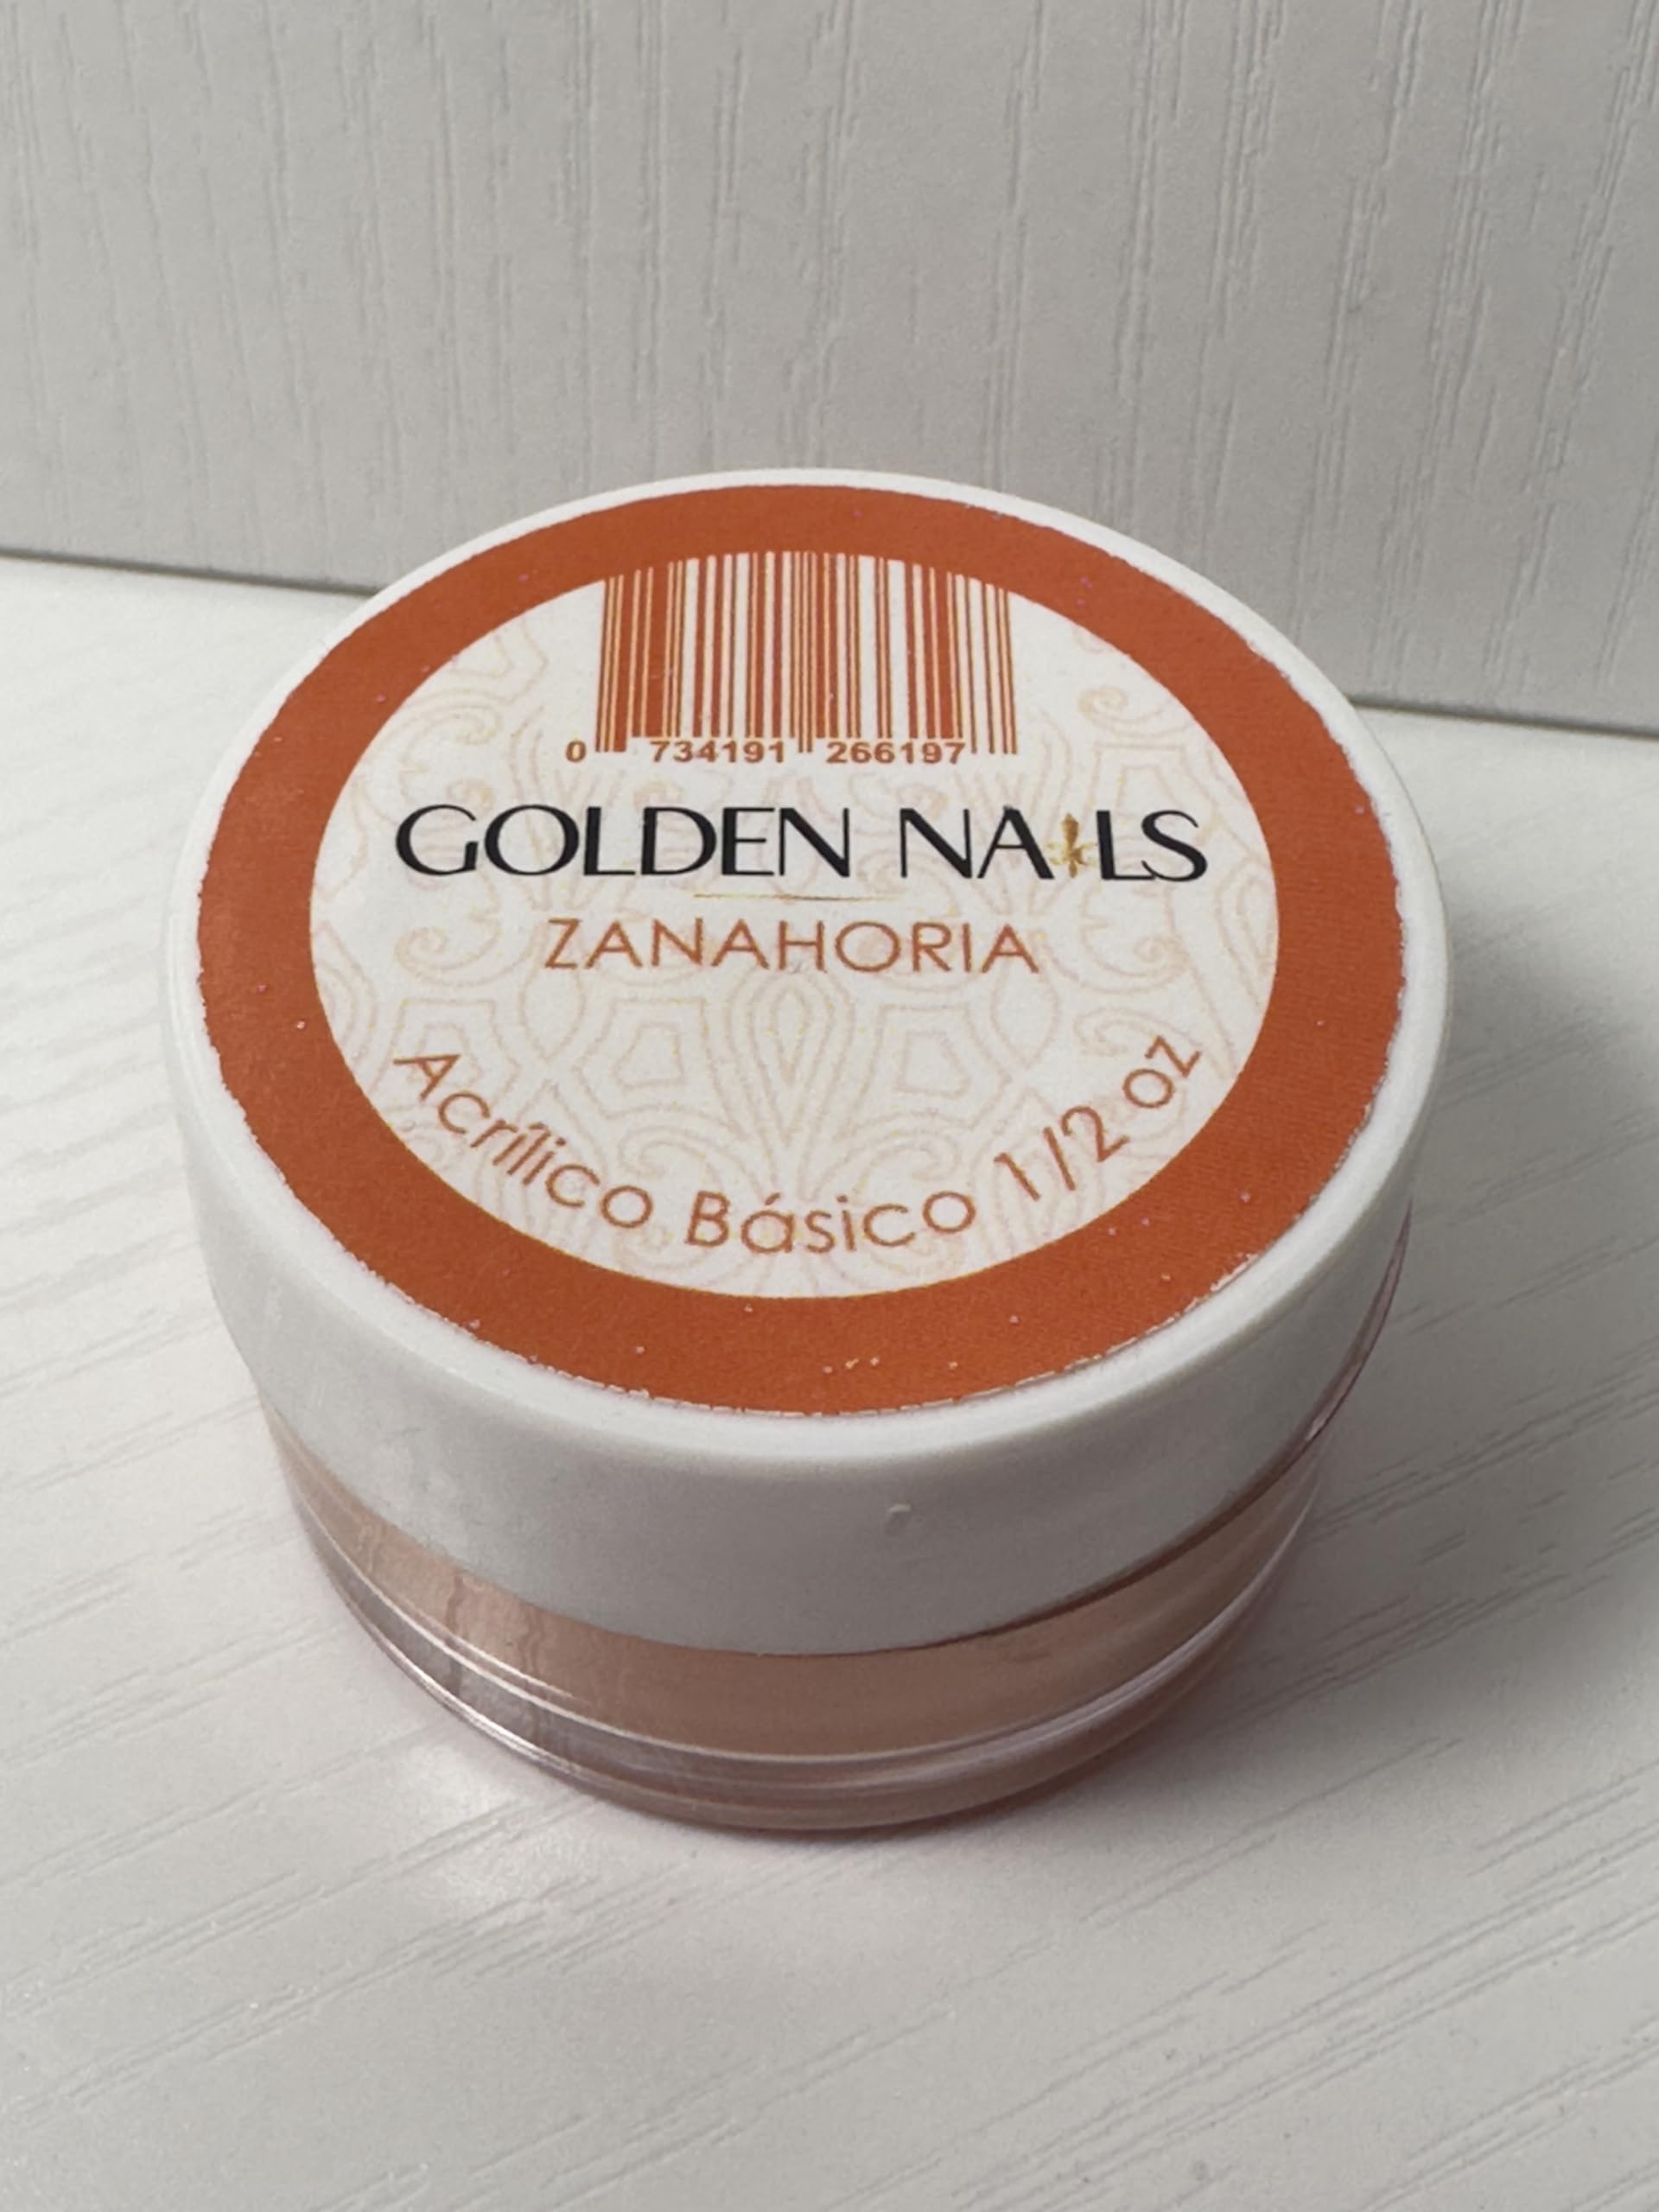 0 734191 266197
GOLDEN NAILS
ZANAHORIA
Acrílico Básico 1/2 oz